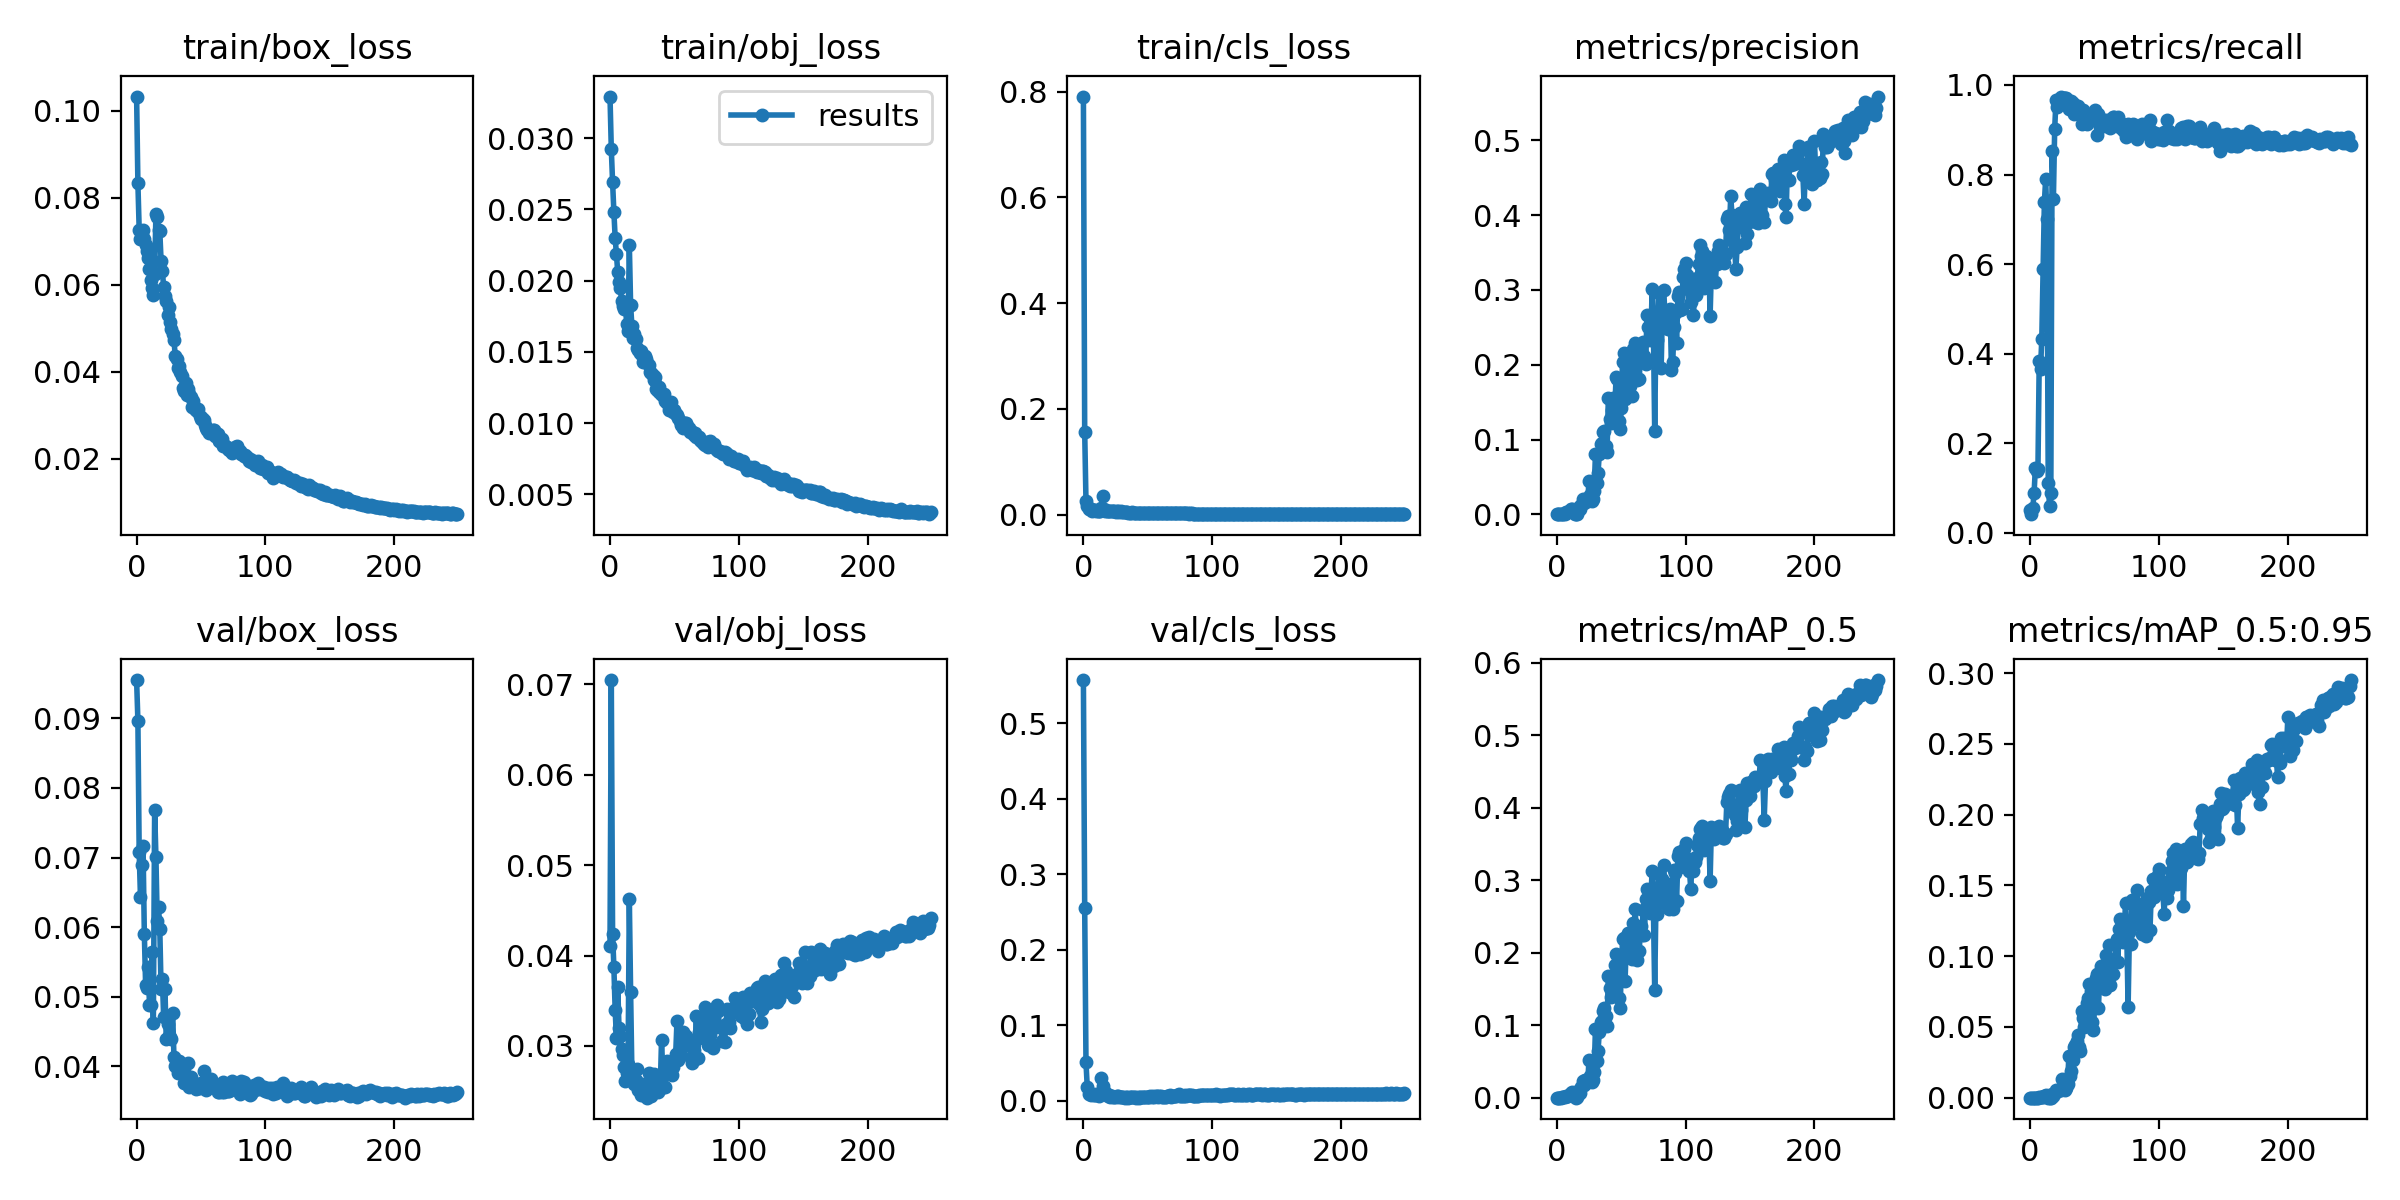 train/box_loss train/obj_loss train/cls_loss metrics/precision metrics/recall
0.10 0.08 0.06 0.04 0.02
0 100 200
results
0.030 0.025 0.020 0.015 0.010 0.005
0 100 200
0.8 0.6 0.4 0.2 0.0
0 100 200
0.5 0.4 0.3 0.2 0.1 0.0
0 100 200
1.0 0.8 0.6 0.4 0.2 0.0
0 100 200
val/box_loss val/obj_loss val/cls_loss metrics/mAP_0.5 metrics/mAP_0.5:0.95
0.09 0.08 0.07 0.06 0.05 0.04
0 100 200
0.07 0.06 0.05 0.04 0.03
0 100 200
0.5 0.4 0.3 0.2 0.1 0.0
0 100 200
0.6 0.5 0.4 0.3 0.2 0.1 0.0
0 100 200
0.30 0.25 0.20 0.15 0.10 0.05 0.00
0 100 200